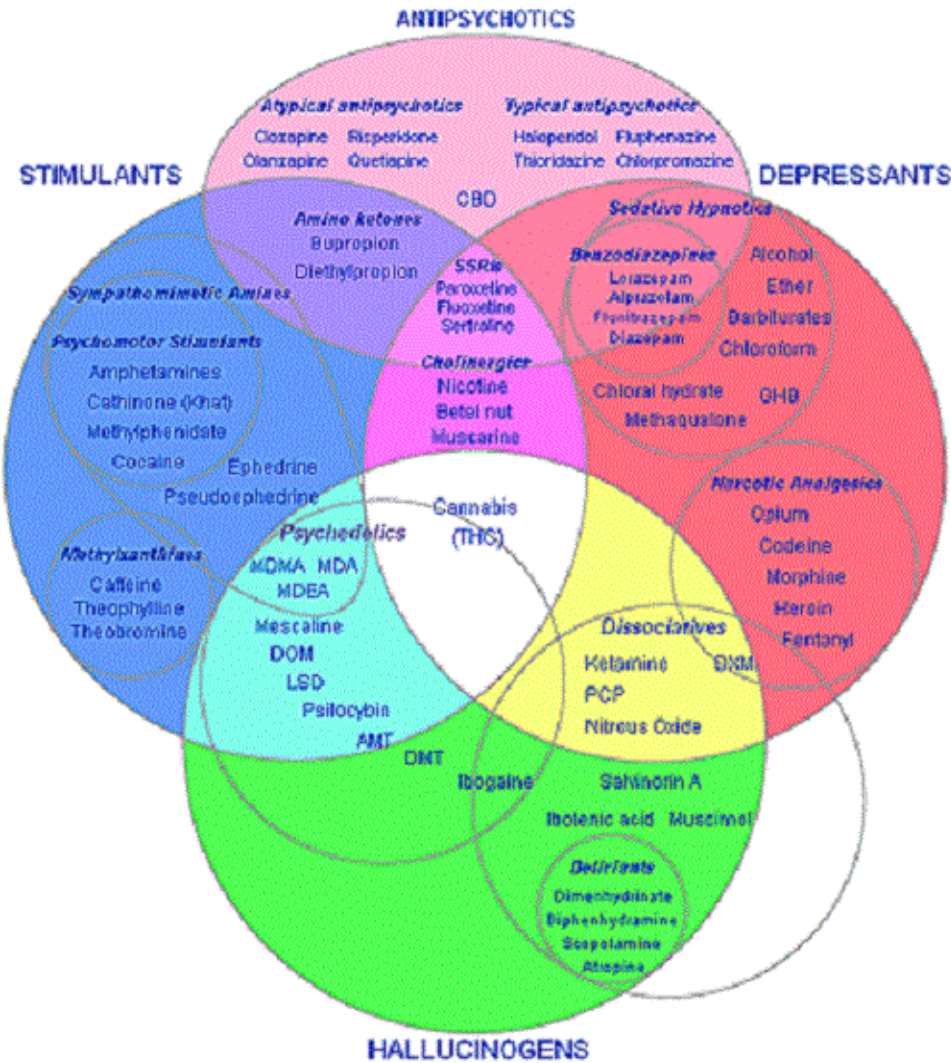 ANTIPSYCHOTICS
Atypical antipsychotics
Clozapine Risperidone
Olanzapine Quetiapine
Typical antipsychotics
Haloperidol Fluphenazine
Thioridazine Chlorpromazine
CBD
STIMULANTS
DEPRESSANTS
Amino ketones
Bupropion
Diethylpropion
SSRIs
Paroxetine
Fluoxetine
Sertraline
Cholinergics
Nicotine
Betel nut
Muscarine
Sedative Hypnotics
Benzodiazepines
Lorazepam
Alprazolam
Flunitrazepam
Diazepam
Alcohol
Ether
Barbiturates
Chloroform
Chloral hydrate
GHB
Methaqualone
Sympathomimetic Amines
Psychomotor Stimulants
Amphetamines
Cathinone (Khat)
Methylphenidate
Cocaine
Ephedrine
Pseudoephedrine
Methylxanthines
Caffeine
Theophylline
Theobromine
Psychedelics
MDMA MDA
MDEA
Mescaline
DOM
LSD
Psilocybin
AMT
DMT
Ibogaine
Cannabis
(THC)
Narcotic Analgesics
Opium
Codeine
Morphine
Heroin
Fentanyl
Dissociatives
Ketamine
DXM
PCP
Nitrous Oxide
Salvinorin A
Ibotenic acid Muscimol
Deliriants
Dimenhydrinate
Diphenhydramine
Scopolamine
Atropine
HALLUCINOGENS